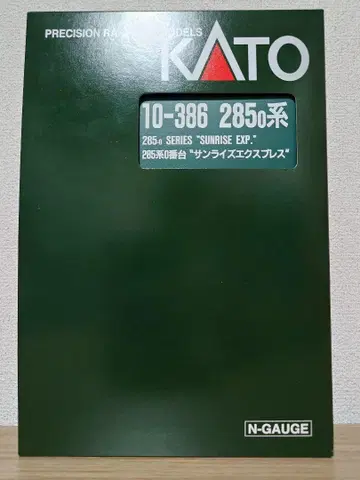 PRECISION RA MODELS
KATO
10-386 285₀系
285₀ SERIES "SUNRISE EXP."
285系0番台 "サンライズエクスプレス"
N-GAUGE